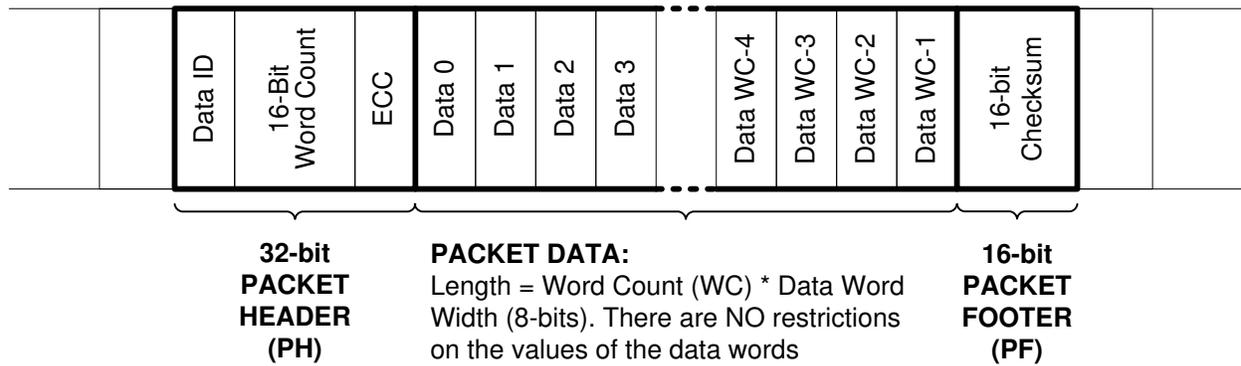 Data ID
16-Bit
Word Count
ECC
Data 0
Data 1
Data 2
Data 3
Data WC-4
Data WC-3
Data WC-2
Data WC-1
16-bit
Checksum
32-bit
PACKET
HEADER
(PH)
PACKET DATA:
Length = Word Count (WC) * Data Word
Width (8-bits). There are NO restrictions
on the values of the data words
16-bit
PACKET
FOOTER
(PF)